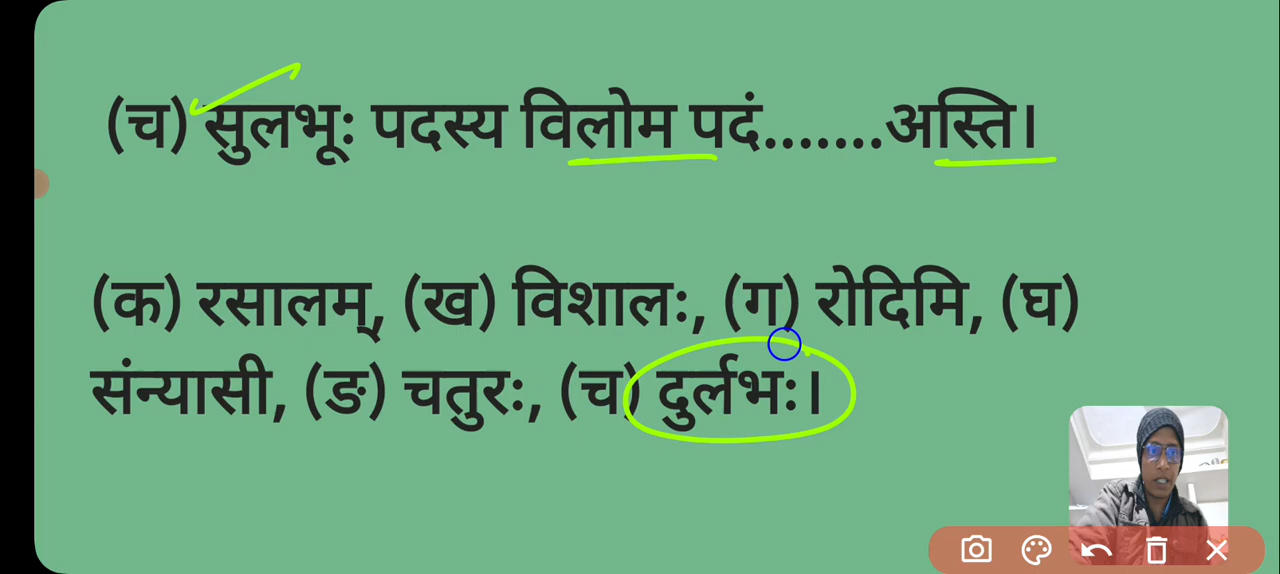 (च) सुलभूः पदस्य विलोम पदं.......अस्ति।
(क) रसालम्, (ख) विशालः, (ग) रोदिमि, (घ)
संन्यासी, (ङ) चतुरः, (च) दुर्लभः।